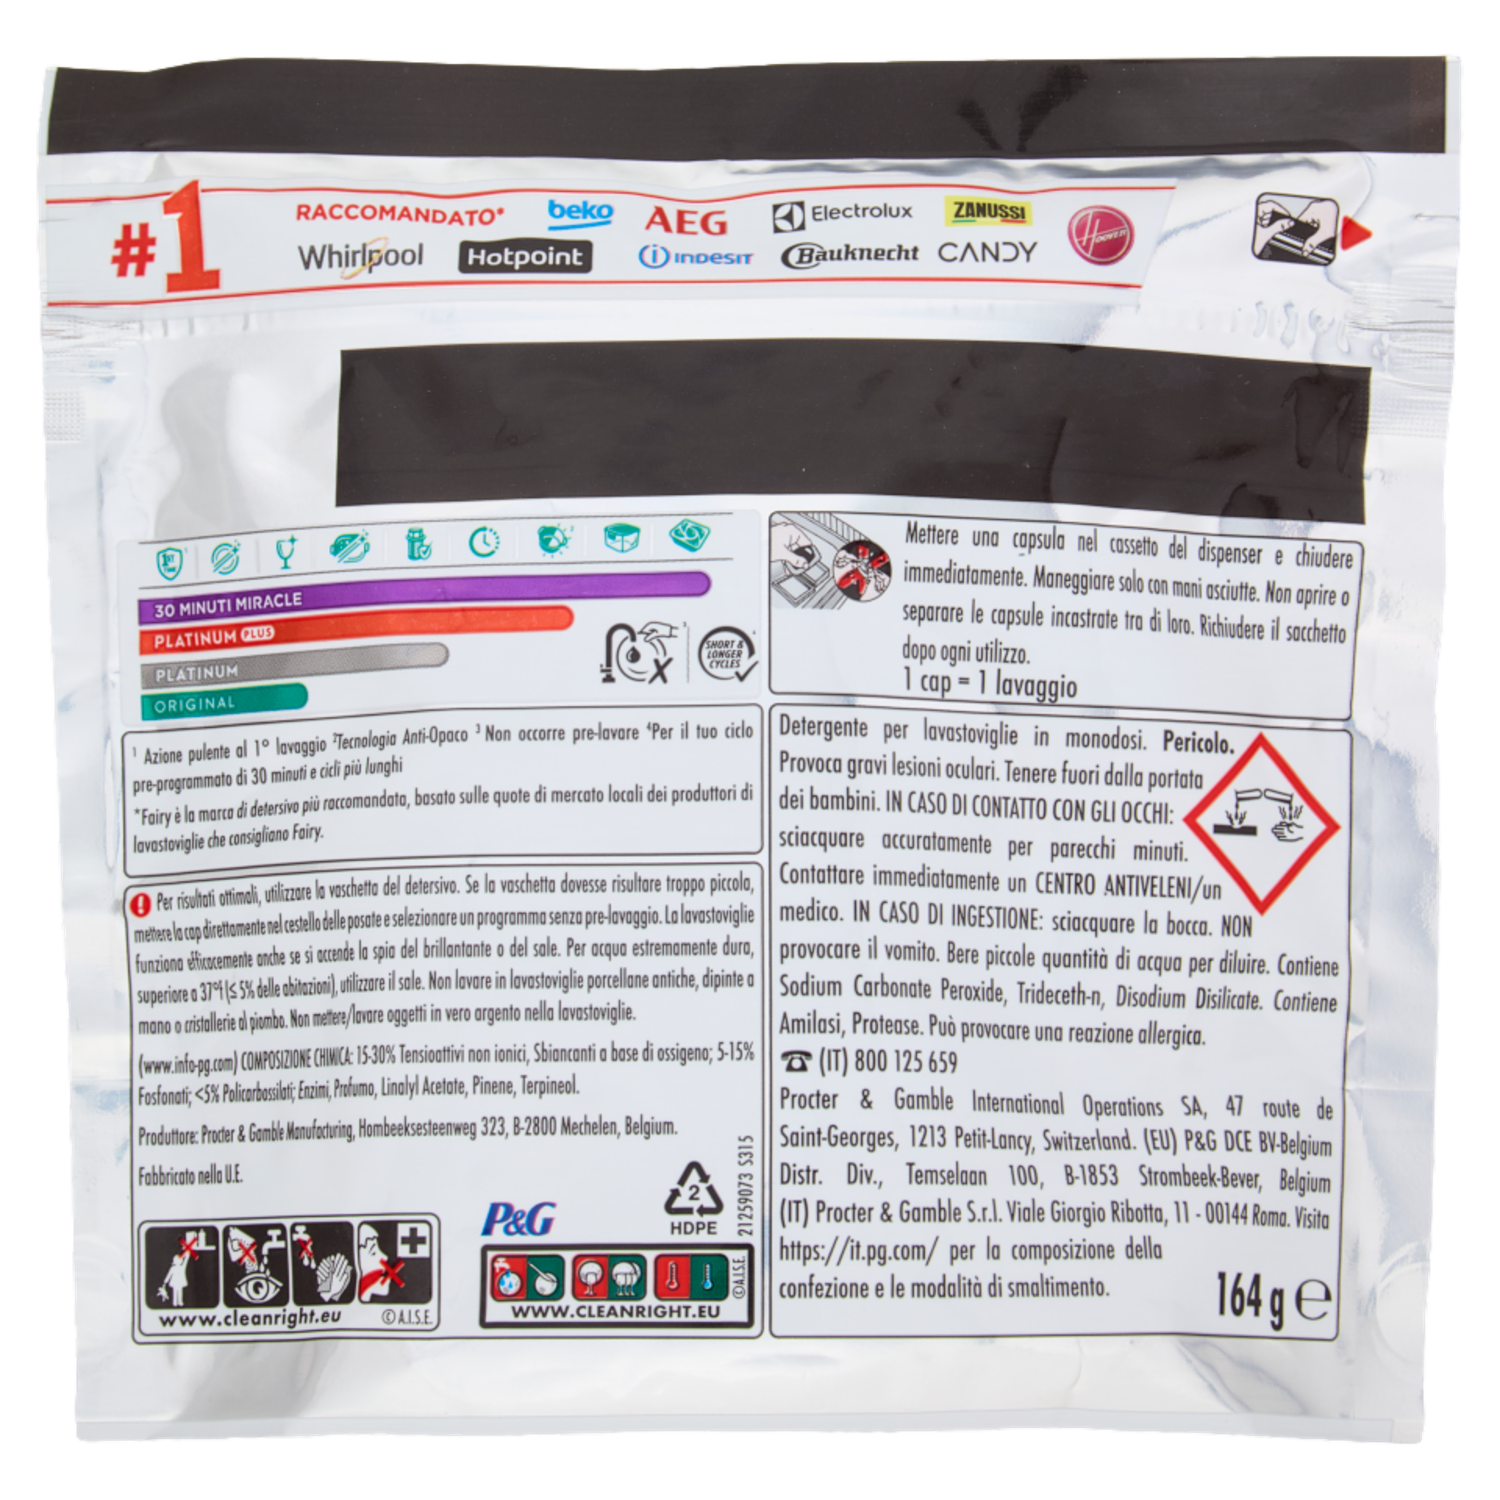 #1
RACCOMANDATO*
beko
AEG
Electrolux
ZANUSSI
Hoover
Whirlpool
Hotpoint
INDESIT
Bauknecht
CANDY
30 MINUTI MIRACLE
PLATINUM PLUS
PLATINUM
ORIGINAL
SHORT &
LONGER
CYCLES
¹ Azione pulente al 1° lavaggio ²Tecnologia Anti-Opaco ³ Non occorre pre-lavare ⁴Per il tuo ciclo
pre-programmato di 30 minuti e cicli più lunghi
*Fairy è la marca di detersivo più raccomandata, basato sulle quote di mercato locali dei produttori di
lavastoviglie che consigliano Fairy.
Per risultati ottimali, utilizzare la vaschetta del detersivo. Se la vaschetta dovesse risultare troppo piccola,
mettere la cap direttamente nel cestello delle posate e selezionare un programma senza pre-lavaggio. La lavastoviglie
funziona efficacemente anche se si accende la spia del brillantante o del sale. Per acqua estremamente dura,
superiore a 37°f (≤ 5% delle abitazioni), utilizzare il sale. Non lavare in lavastoviglie porcellane antiche, dipinte a
mano o cristallerie al piombo. Non mettere/lavare oggetti in vero argento nella lavastoviglie.
(www.info-pg.com) COMPOSIZIONE CHIMICA: 15-30% Tensioattivi non ionici, Sbiancanti a base di ossigeno; 5-15%
Fosfonati; <5% Policarbossilati; Enzimi, Profumo, Linalyl Acetate, Pinene, Terpineol.
Produttore: Procter & Gamble Manufacturing, Hombeeksesteenweg 323, B-2800 Mechelen, Belgium.
Fabbricato nella U.E.
www.cleanright.eu
© A.I.S.E.
P&G
2
HDPE
WWW.CLEANRIGHT.EU
©A.I.S.E.
21259073 S315
Mettere una capsula nel cassetto del dispenser e chiudere
immediatamente. Maneggiare solo con mani asciutte. Non aprire o
separare le capsule incastrate tra di loro. Richiudere il sacchetto
dopo ogni utilizzo.
1 cap = 1 lavaggio
Detergente per lavastoviglie in monodosi. Pericolo.
Provoca gravi lesioni oculari. Tenere fuori dalla portata
dei bambini. IN CASO DI CONTATTO CON GLI OCCHI:
sciacquare accuratamente per parecchi minuti.
Contattare immediatamente un CENTRO ANTIVELENI/un
medico. IN CASO DI INGESTIONE: sciacquare la bocca. NON
provocare il vomito. Bere piccole quantità di acqua per diluire. Contiene
Sodium Carbonate Peroxide, Trideceth-n, Disodium Disilicate. Contiene
Amilasi, Protease. Può provocare una reazione allergica.
☎ (IT) 800 125 659
Procter & Gamble International Operations SA, 47 route de
Saint-Georges, 1213 Petit-Lancy, Switzerland. (EU) P&G DCE BV-Belgium
Distr. Div., Temselaan 100, B-1853 Strombeek-Bever, Belgium
(IT) Procter & Gamble S.r.l. Viale Giorgio Ribotta, 11 - 00144 Roma. Visita
https://it.pg.com/ per la composizione della
confezione e le modalità di smaltimento.
164 g ℮